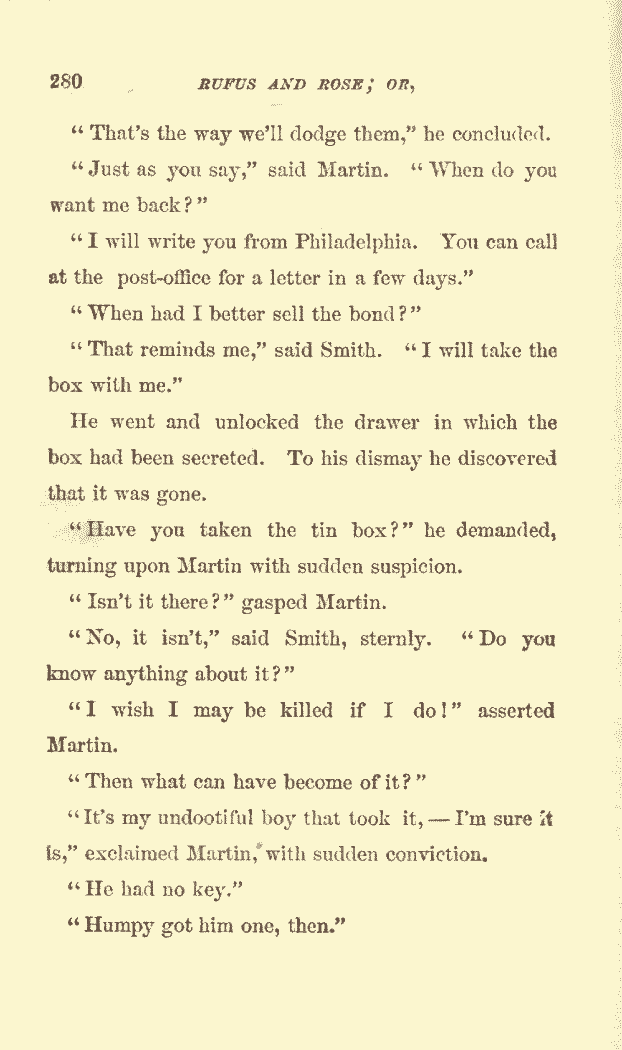 280 RUFUS AND ROSE; OR,
“That’s the way we’ll dodge them,” he concluded.
“Just as you say,” said Martin. “When do you
want me back?”
“I will write you from Philadelphia. You can call
at the post-office for a letter in a few days.”
“When had I better sell the bond?”
“That reminds me,” said Smith. “I will take the
box with me.”
He went and unlocked the drawer in which the
box had been secreted. To his dismay he discovered
that it was gone.
“Have you taken the tin box?” he demanded,
turning upon Martin with sudden suspicion.
“Isn’t it there?” gasped Martin.
“No, it isn’t,” said Smith, sternly. “Do you
know anything about it?”
“I wish I may be killed if I do!” asserted
Martin.
“Then what can have become of it?”
“It’s my undootiful boy that took it,—I’m sure it
is,” exclaimed Martin, with sudden conviction.
“He had no key.”
“Humpy got him one, then.”